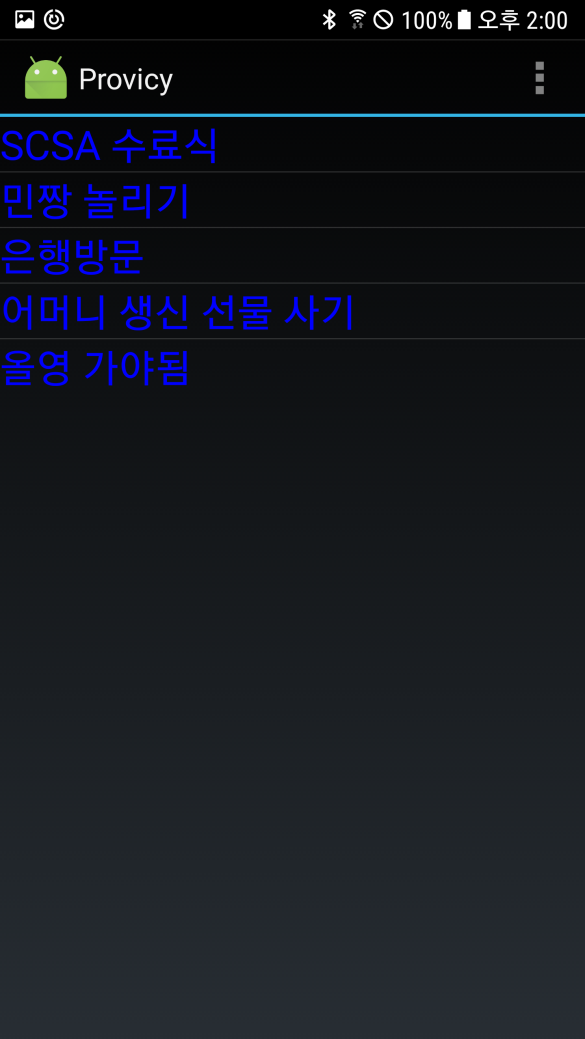 100% 오후 2:00
Provicy
SCSA 수료식
민짱 놀리기
은행방문
어머니 생신 선물 사기
올영 가야됨